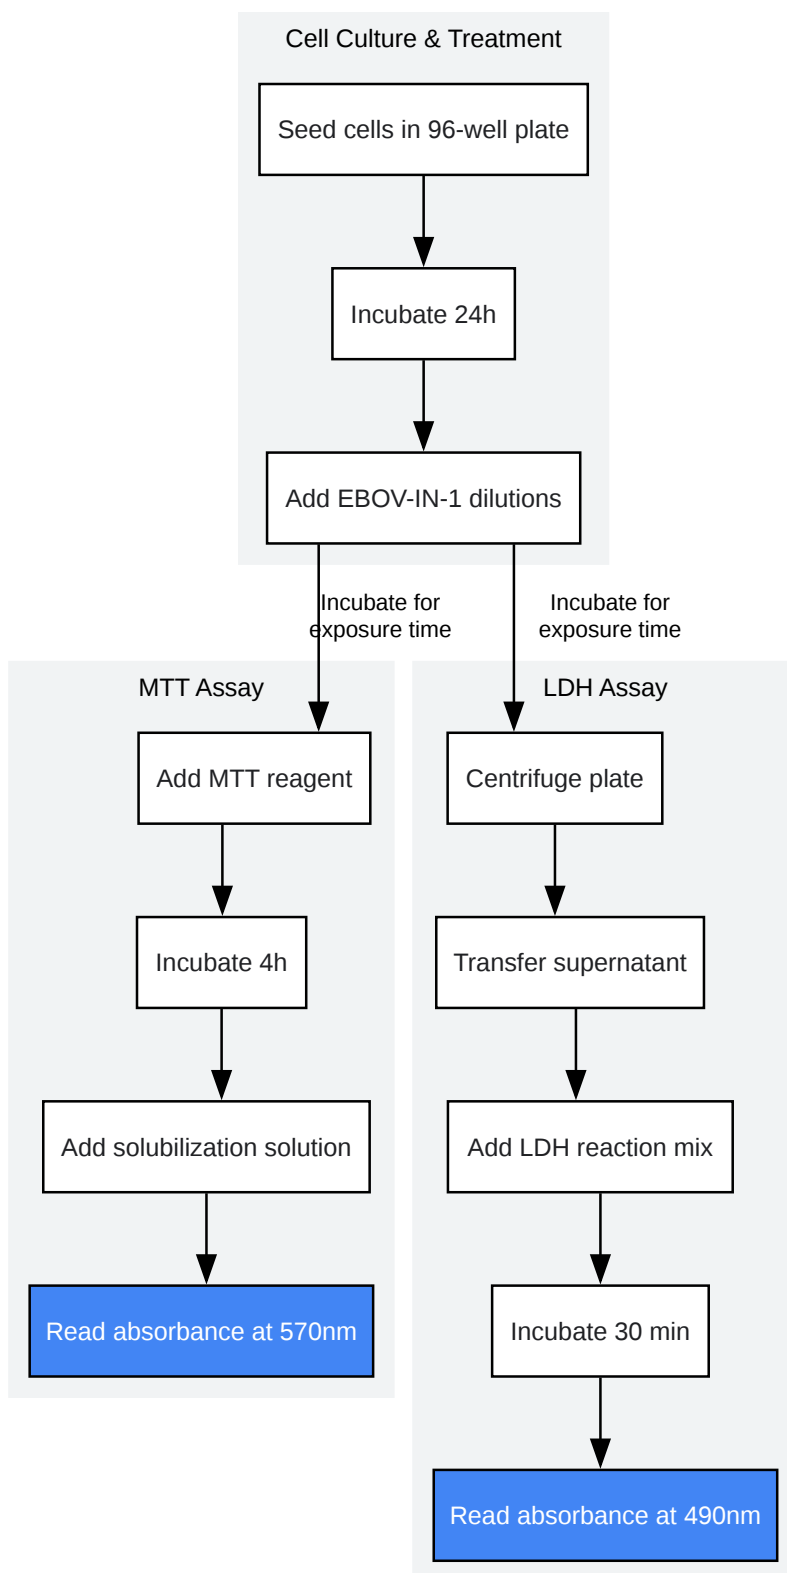 Cell Culture & Treatment
Seed cells in 96-well plate
Incubate 24h
Add EBOV-IN-1 dilutions
Incubate for
exposure time
Incubate for
exposure time
MTT Assay
Add MTT reagent
Incubate 4h
Add solubilization solution
Read absorbance at 570nm
LDH Assay
Centrifuge plate
Transfer supernatant
Add LDH reaction mix
Incubate 30 min
Read absorbance at 490nm